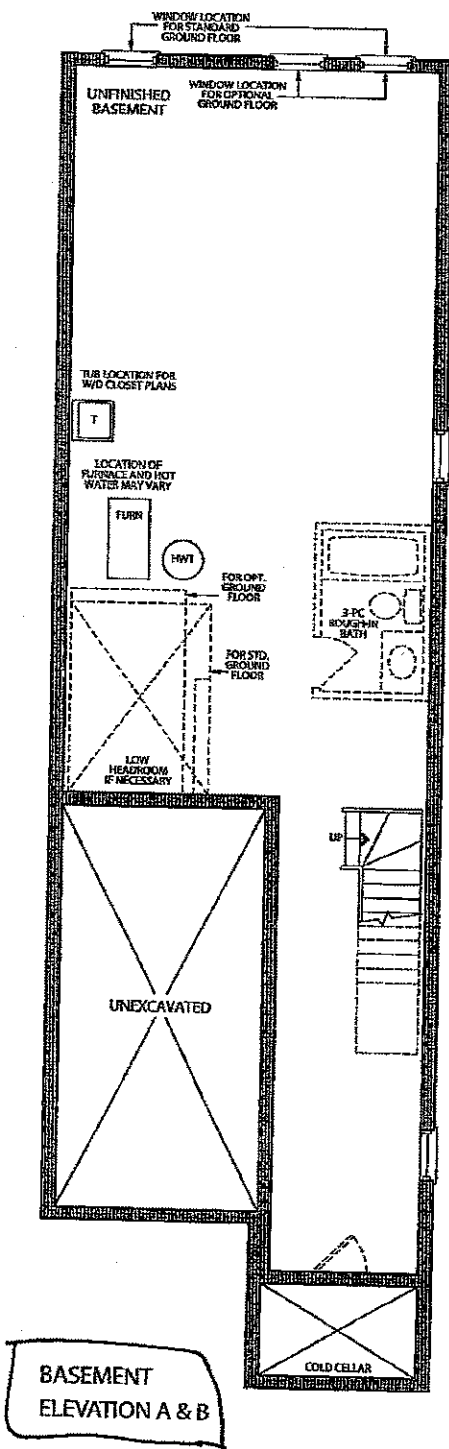 WINDOW LOCATION
FOR STANDARD
GROUND FLOOR
WINDOW LOCATION
FOR OPTIONAL
GROUND FLOOR
UNFINISHED
BASEMENT
TUB LOCATION FOR
W/D CLOSET PLANS
T
LOCATION OF
FURNACE AND HOT
WATER MAY VARY
FURN
HWT
FOR OPT.
GROUND
FLOOR
3-PC
ROUGH-IN
BATH
FOR STD.
GROUND
FLOOR
LOW
HEADROOM
IF NECESSARY
UP
UNEXCAVATED
COLD CELLAR
BASEMENT
ELEVATION A & B